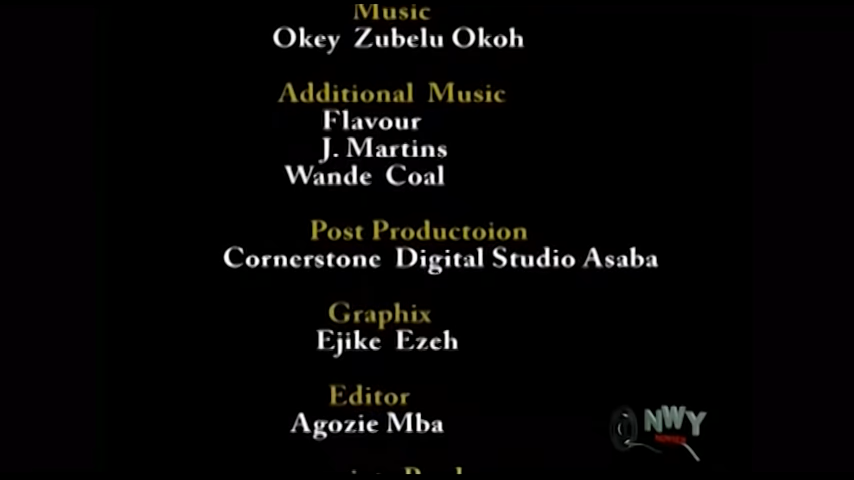 Music
Okey Zubelu Okoh
Additional Music
Flavour
J. Martins
Wande Coal
Post Productoion
Cornerstone Digital Studio Asaba
Graphix
Ejike Ezeh
Editor
Agozie Mba
NWY